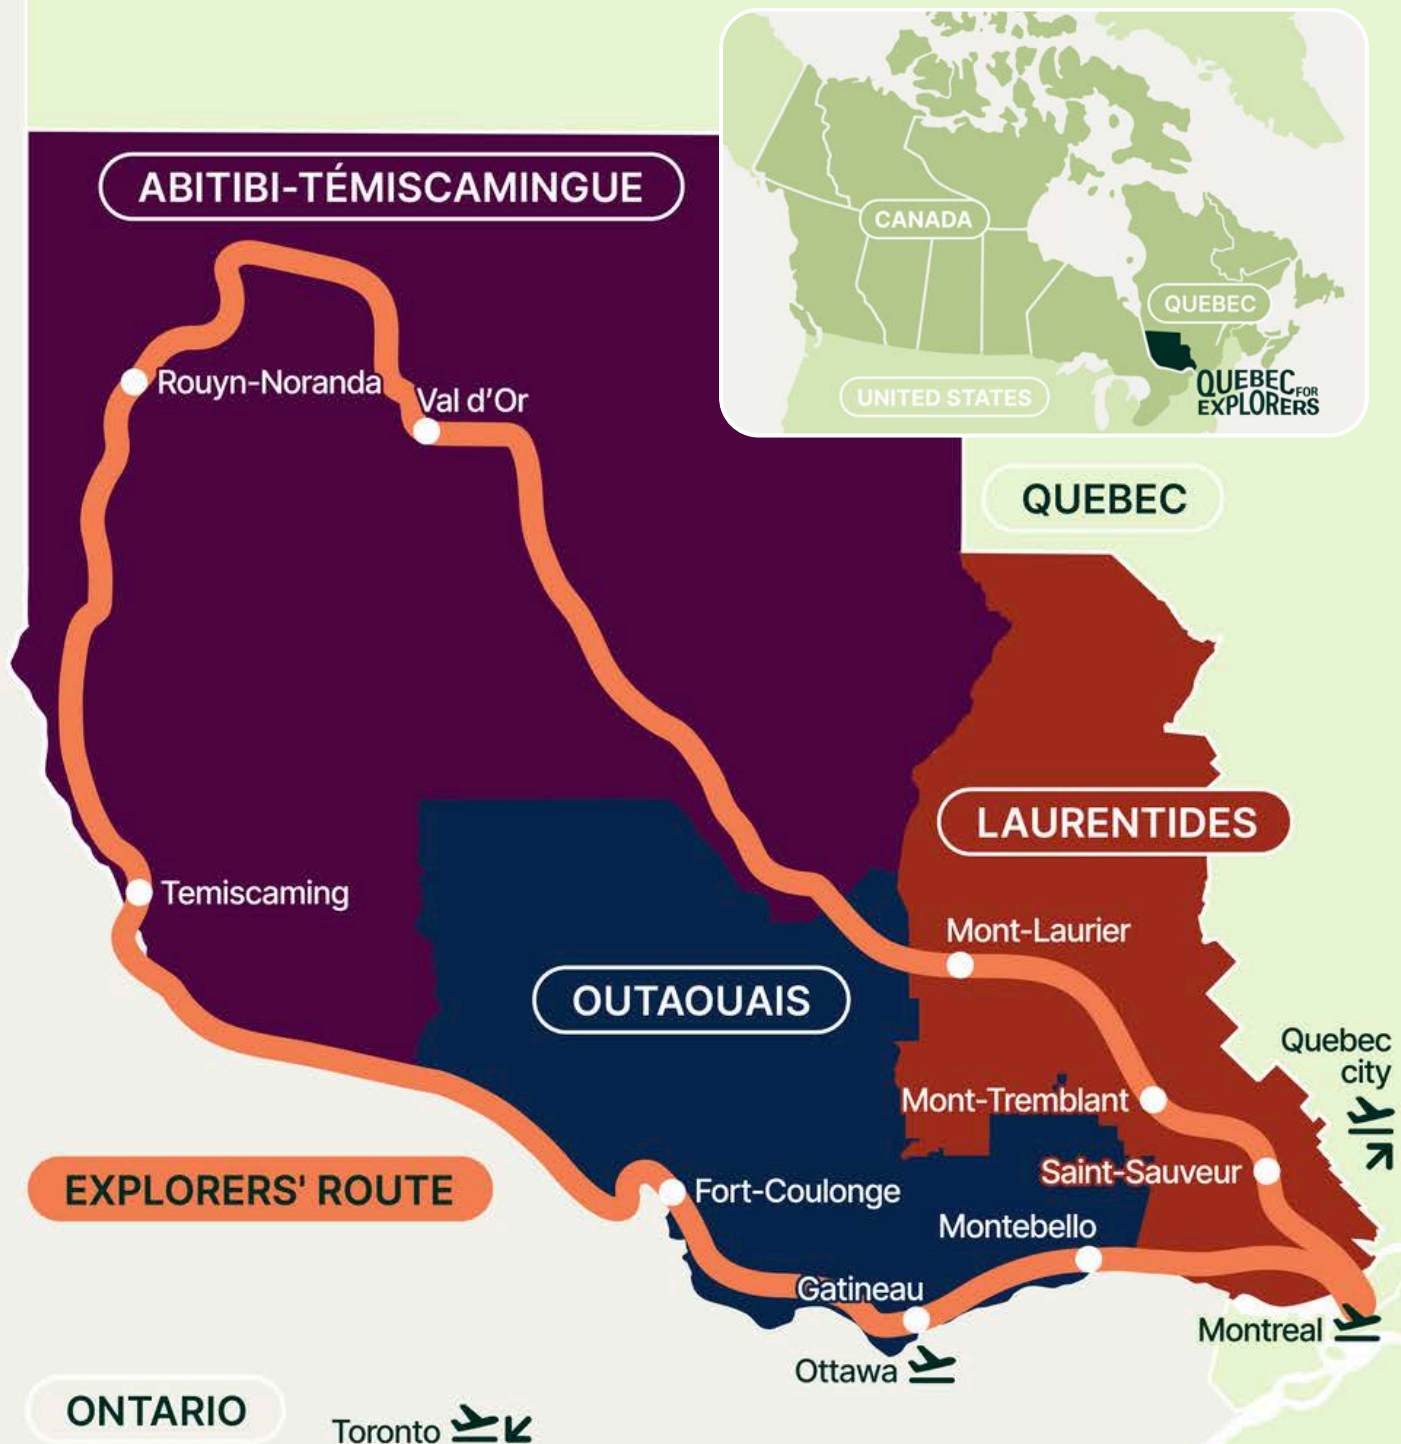 ABITIBI-TÉMISCAMINGUE
CANADA
QUEBEC
UNITED STATES
QUEBEC FOR
EXPLORERS
Rouyn-Noranda
Val d'Or
QUEBEC
LAURENTIDES
Temiscaming
Mont-Laurier
OUTAOUAIS
Quebec
city
Mont-Tremblant
EXPLORERS' ROUTE
Saint-Sauveur
Fort-Coulonge
Montebello
Gatineau
Montreal
Ottawa
ONTARIO
Toronto